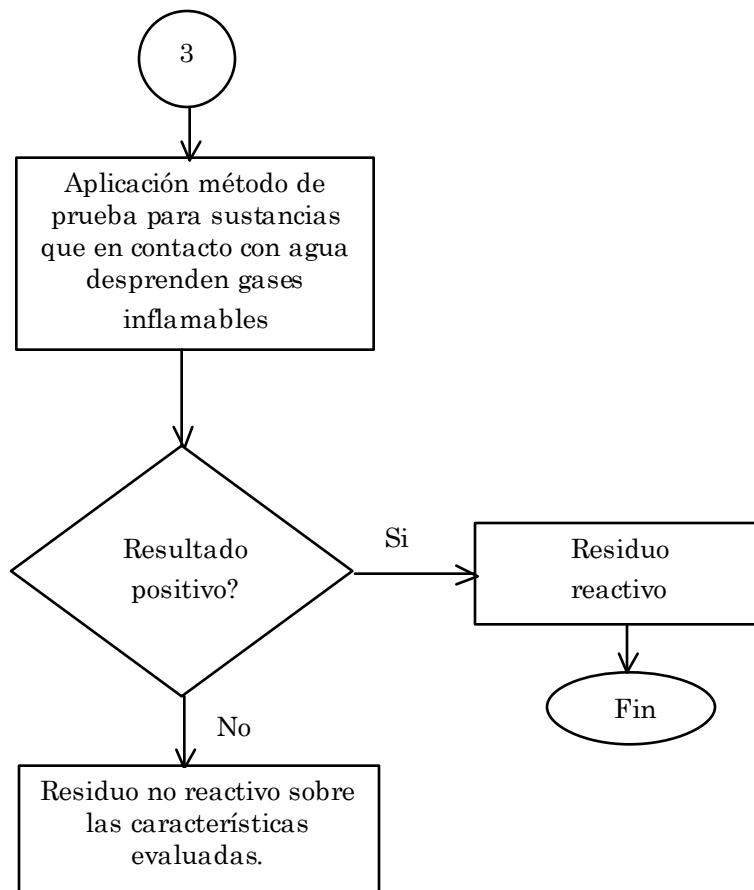 3
Aplicación método de
prueba para sustancias
que en contacto con agua
desprenden gases
inflamables
Resultado
positivo?
Si
Residuo
reactivo
Fin
No
Residuo no reactivo sobre
las características
evaluadas.